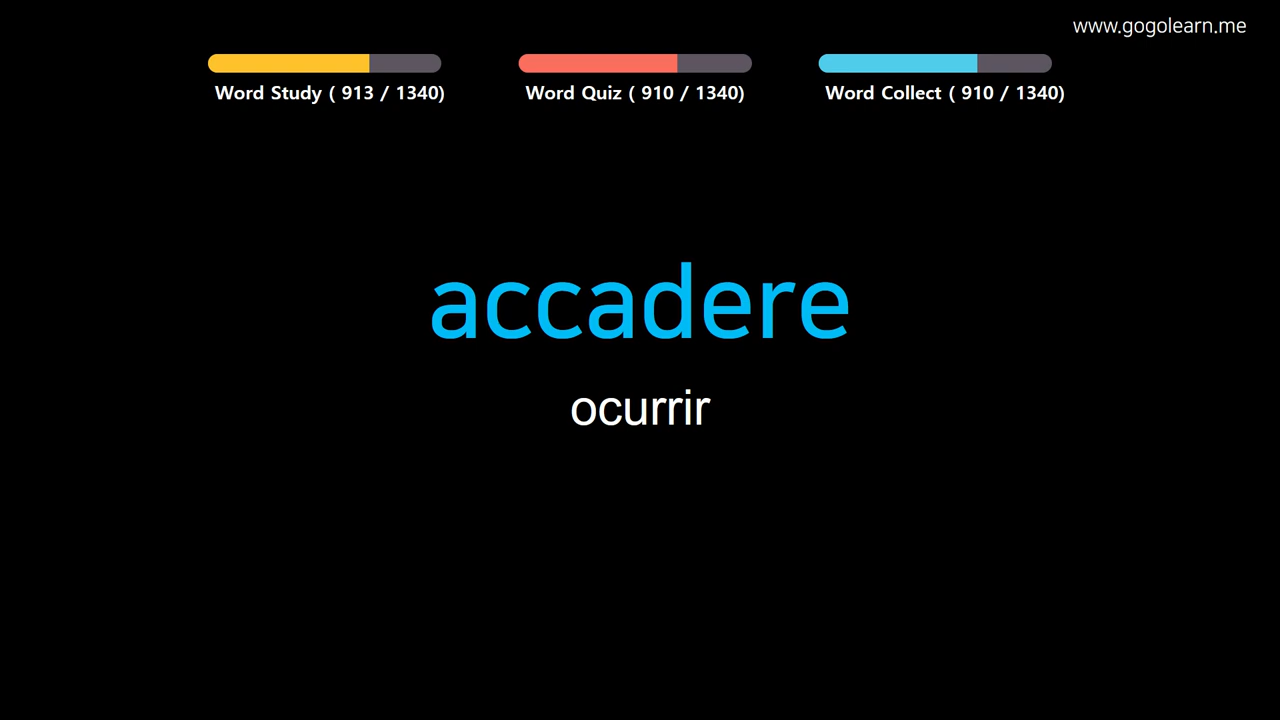 www.gogolearn.me
Word Study ( 913 / 1340)
Word Quiz ( 910 / 1340)
Word Collect ( 910 / 1340)
accadere
ocurrir